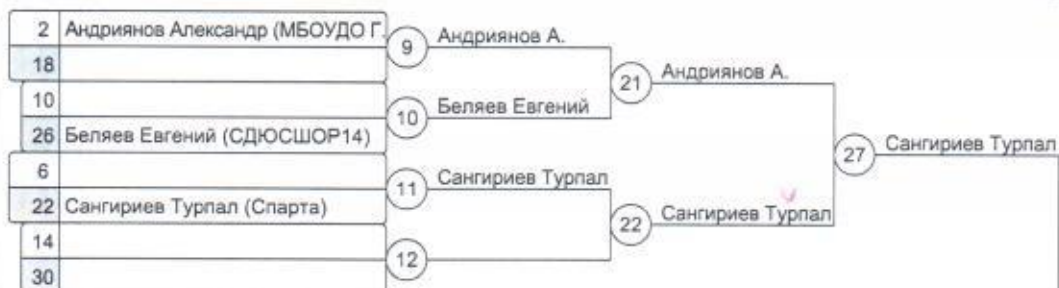 2 Андриянов Александр (МБОУДО Г.
18
10
26 Беляев Евгений (СДЮСШОР14)
6
22 Сангириев Турпал (Спарта)
14
30
9 Андриянов А.
10 Беляев Евгений
11 Сангириев Турпал
12
21 Андриянов А.
22 Сангириев Турпал
27 Сангириев Турпал